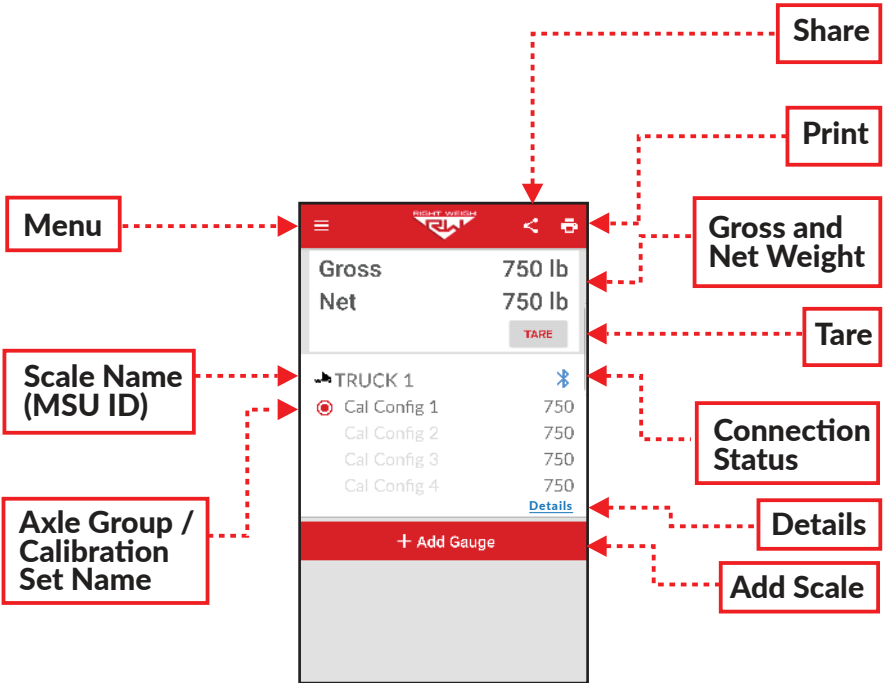 Share
Print
Menu
RIGHT WEIGH
RW
Gross and
Net Weight
Gross 750 lb
Net 750 lb
TARE
Tare
Scale Name
(MSU ID)
TRUCK 1
Cal Config 1 750
Cal Config 2 750
Cal Config 3 750
Cal Config 4 750
Details
Connection
Status
Axle Group /
Calibration
Set Name
Details
+ Add Gauge
Add Scale